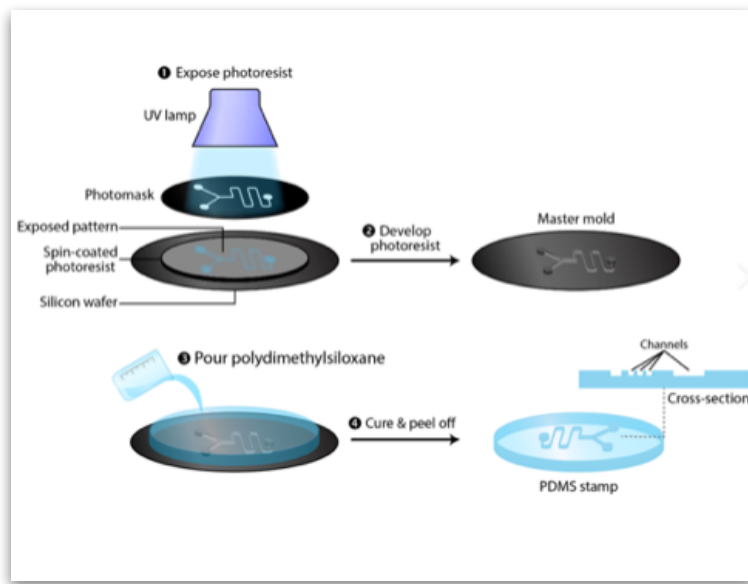 ❶ Expose photoresist
UV lamp
Photomask
Exposed pattern
Spin-coated
photoresist
Silicon wafer
❷ Develop
photoresist
Master mold
❸ Pour polydimethylsiloxane
❹ Cure & peel off
Channels
Cross-section
PDMS stamp